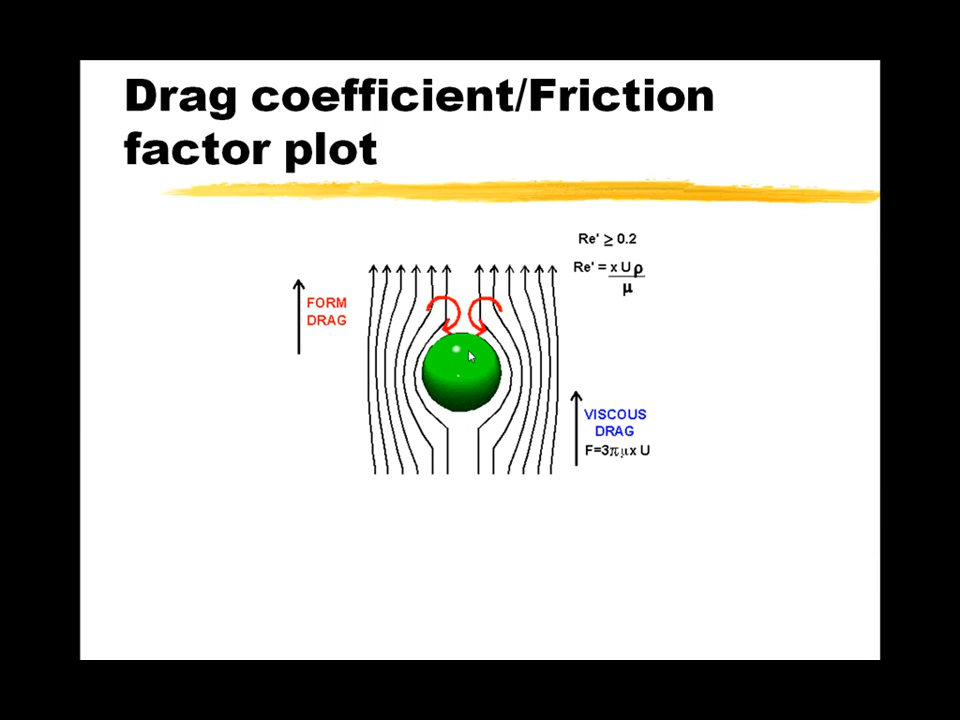 Drag coefficient/Friction
factor plot
Re' ≥ 0.2
Re' = x U ρ
μ
FORM
DRAG
VISCOUS
DRAG
F=3πμx U